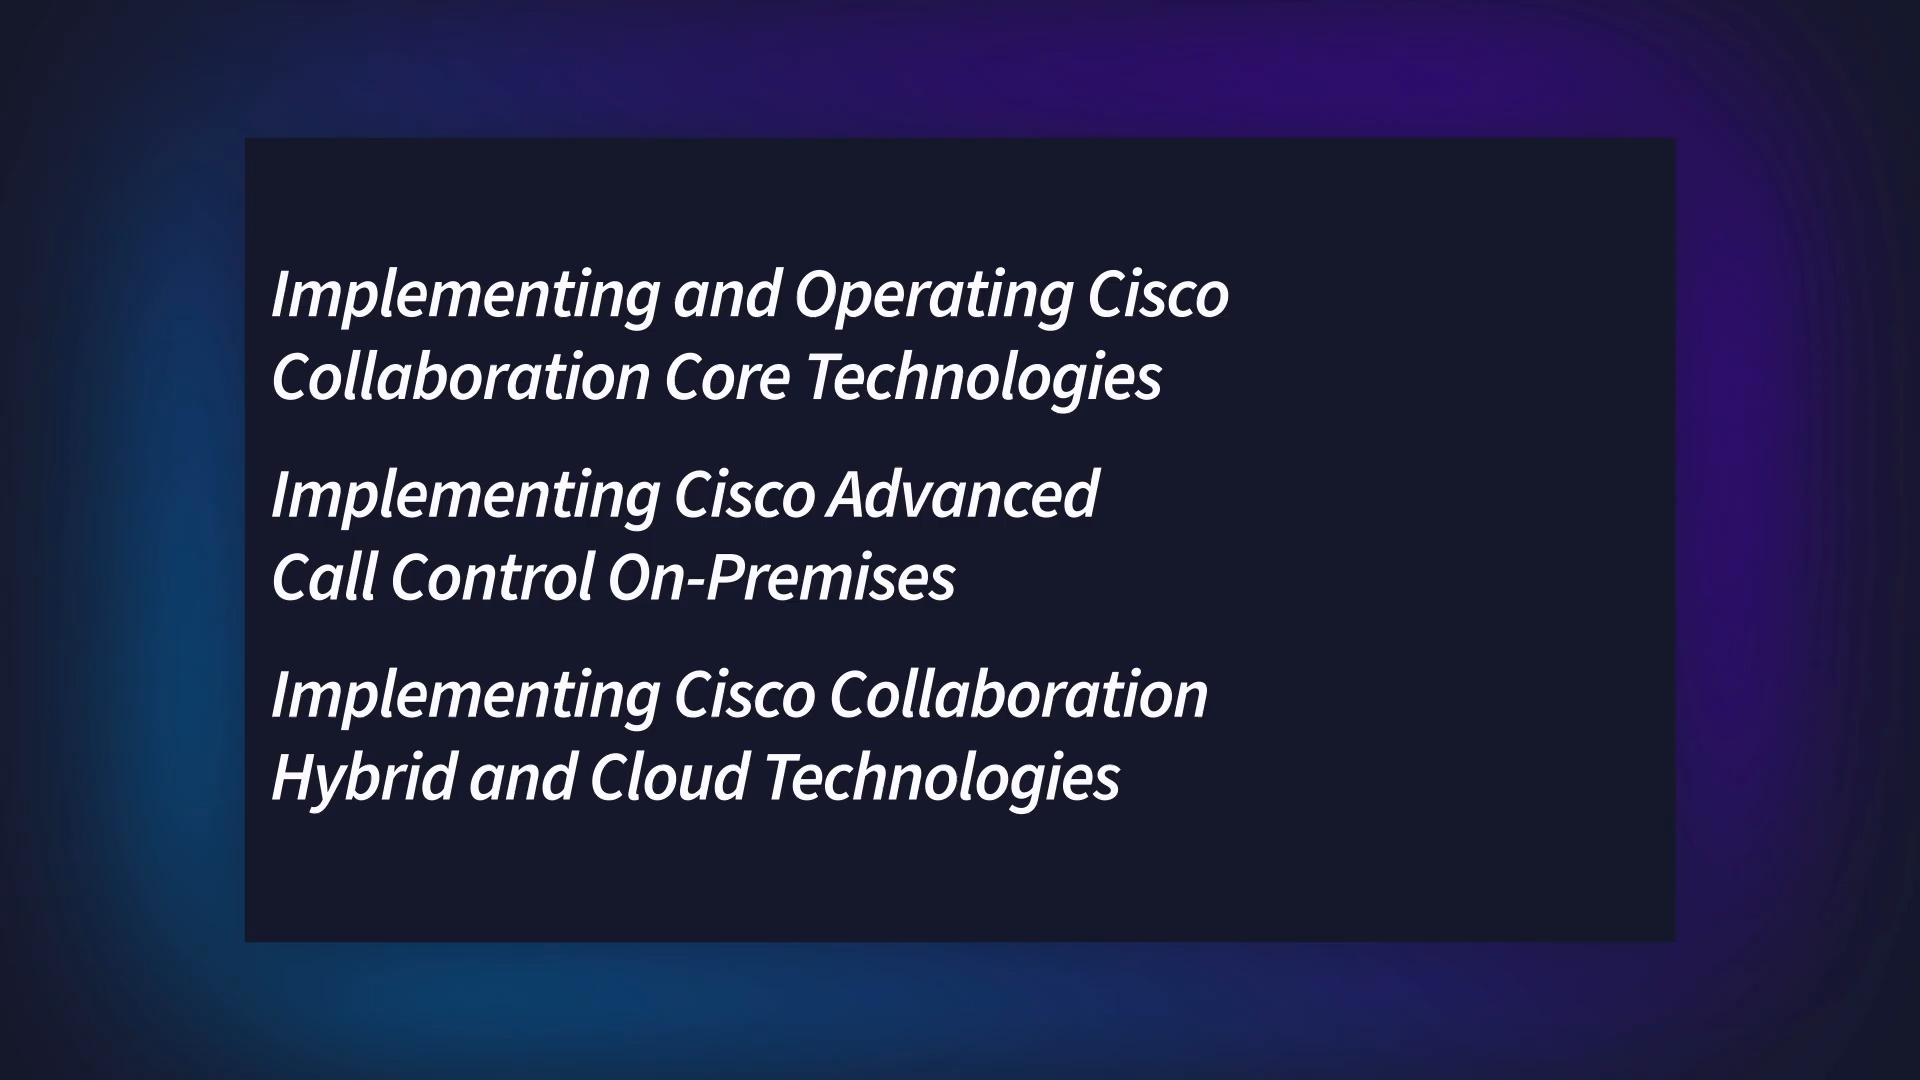 Implementing and Operating Cisco
Collaboration Core Technologies
Implementing Cisco Advanced
Call Control On-Premises
Implementing Cisco Collaboration
Hybrid and Cloud Technologies